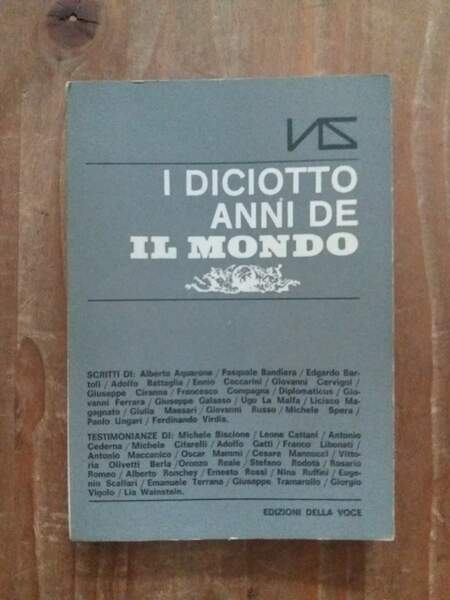 I DICIOTTO
ANNI DE
IL MONDO
SCRITTI DI: Alberto Aquarone / Pasquale Bandiera / Edgardo Bar-
toli / Adolfo Battaglia / Ennio Ceccarini / Giovanni Cervigni /
Giuseppe Ciranna / Francesco Compagna / Diplomaticus / Gio-
vanni Ferrara / Giuseppe Galasso / Ugo La Malfa / Licisco Ma-
gagnato / Giulia Massari / Giovanni Russo / Michele Spera /
Paolo Ungari / Ferdinando Virdia.
TESTIMONIANZE DI: Michele Biscione / Leone Cattani / Antonio
Cederna / Michele Cifarelli / Adolfo Gatti / Franco Libonati /
Antonio Maccanico / Oscar Mammì / Cesare Mannucci / Vitto-
ria Olivetti Berla / Oronzo Reale / Stefano Rodotà / Rosario
Romeo / Alberto Ronchey / Ernesto Rossi / Nina Ruffini / Euge-
nio Scalfari / Emanuele Terrana / Giuseppe Tramarollo / Giorgio
Vigolo / Lia Wainstein.
EDIZIONI DELLA VOCE